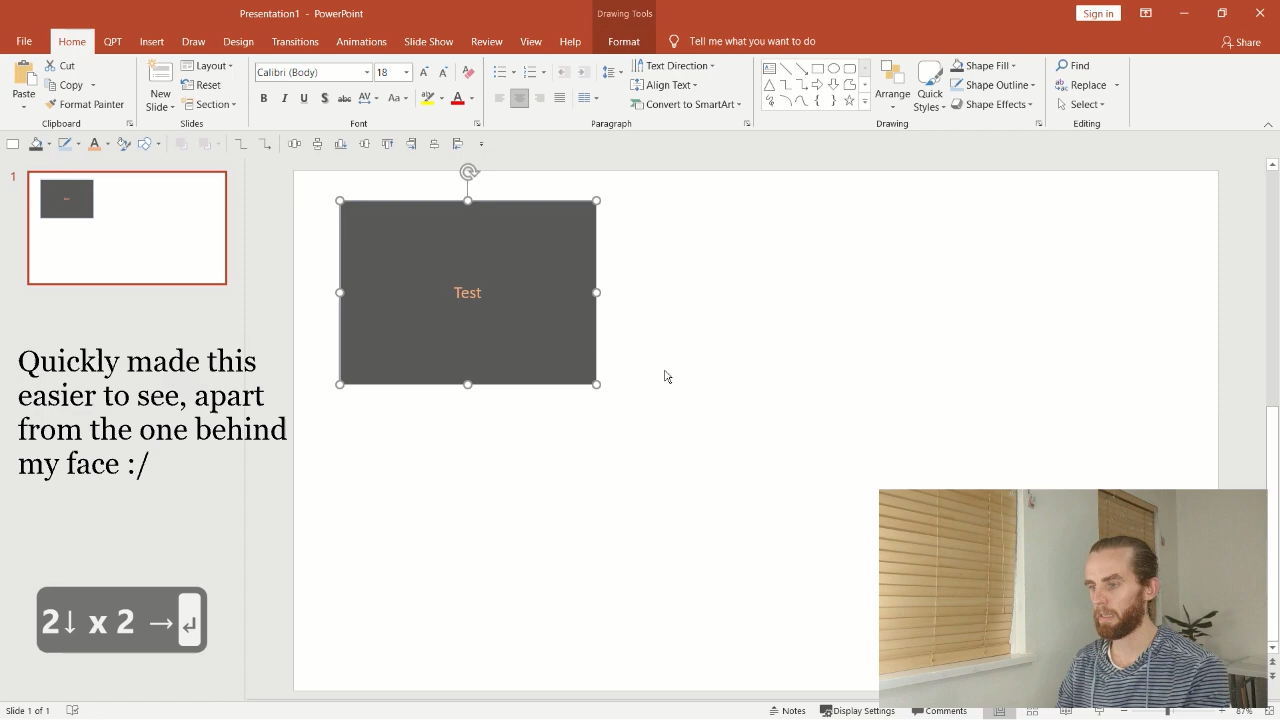 Presentation1 - PowerPoint
Drawing Tools
Sign in
File Home QPT Insert Draw Design Transitions Animations Slide Show Review View Help Format Tell me what you want to do Share
Paste Cut
Copy
Format Painter
Clipboard
New Slide Layout
Reset
Section
Slides
Calibri (Body) 18
B I U S abc AV Aa A
Font
Text Direction
Align Text
Convert to SmartArt
Paragraph
Arrange Quick Styles
Shape Fill
Shape Outline
Shape Effects
Drawing
Find
Replace
Select
Editing
1
Test
Quickly made this
easier to see, apart
from the one behind
my face :/
2↓ x 2 →↵
Slide 1 of 1
Notes Display Settings Comments 87%